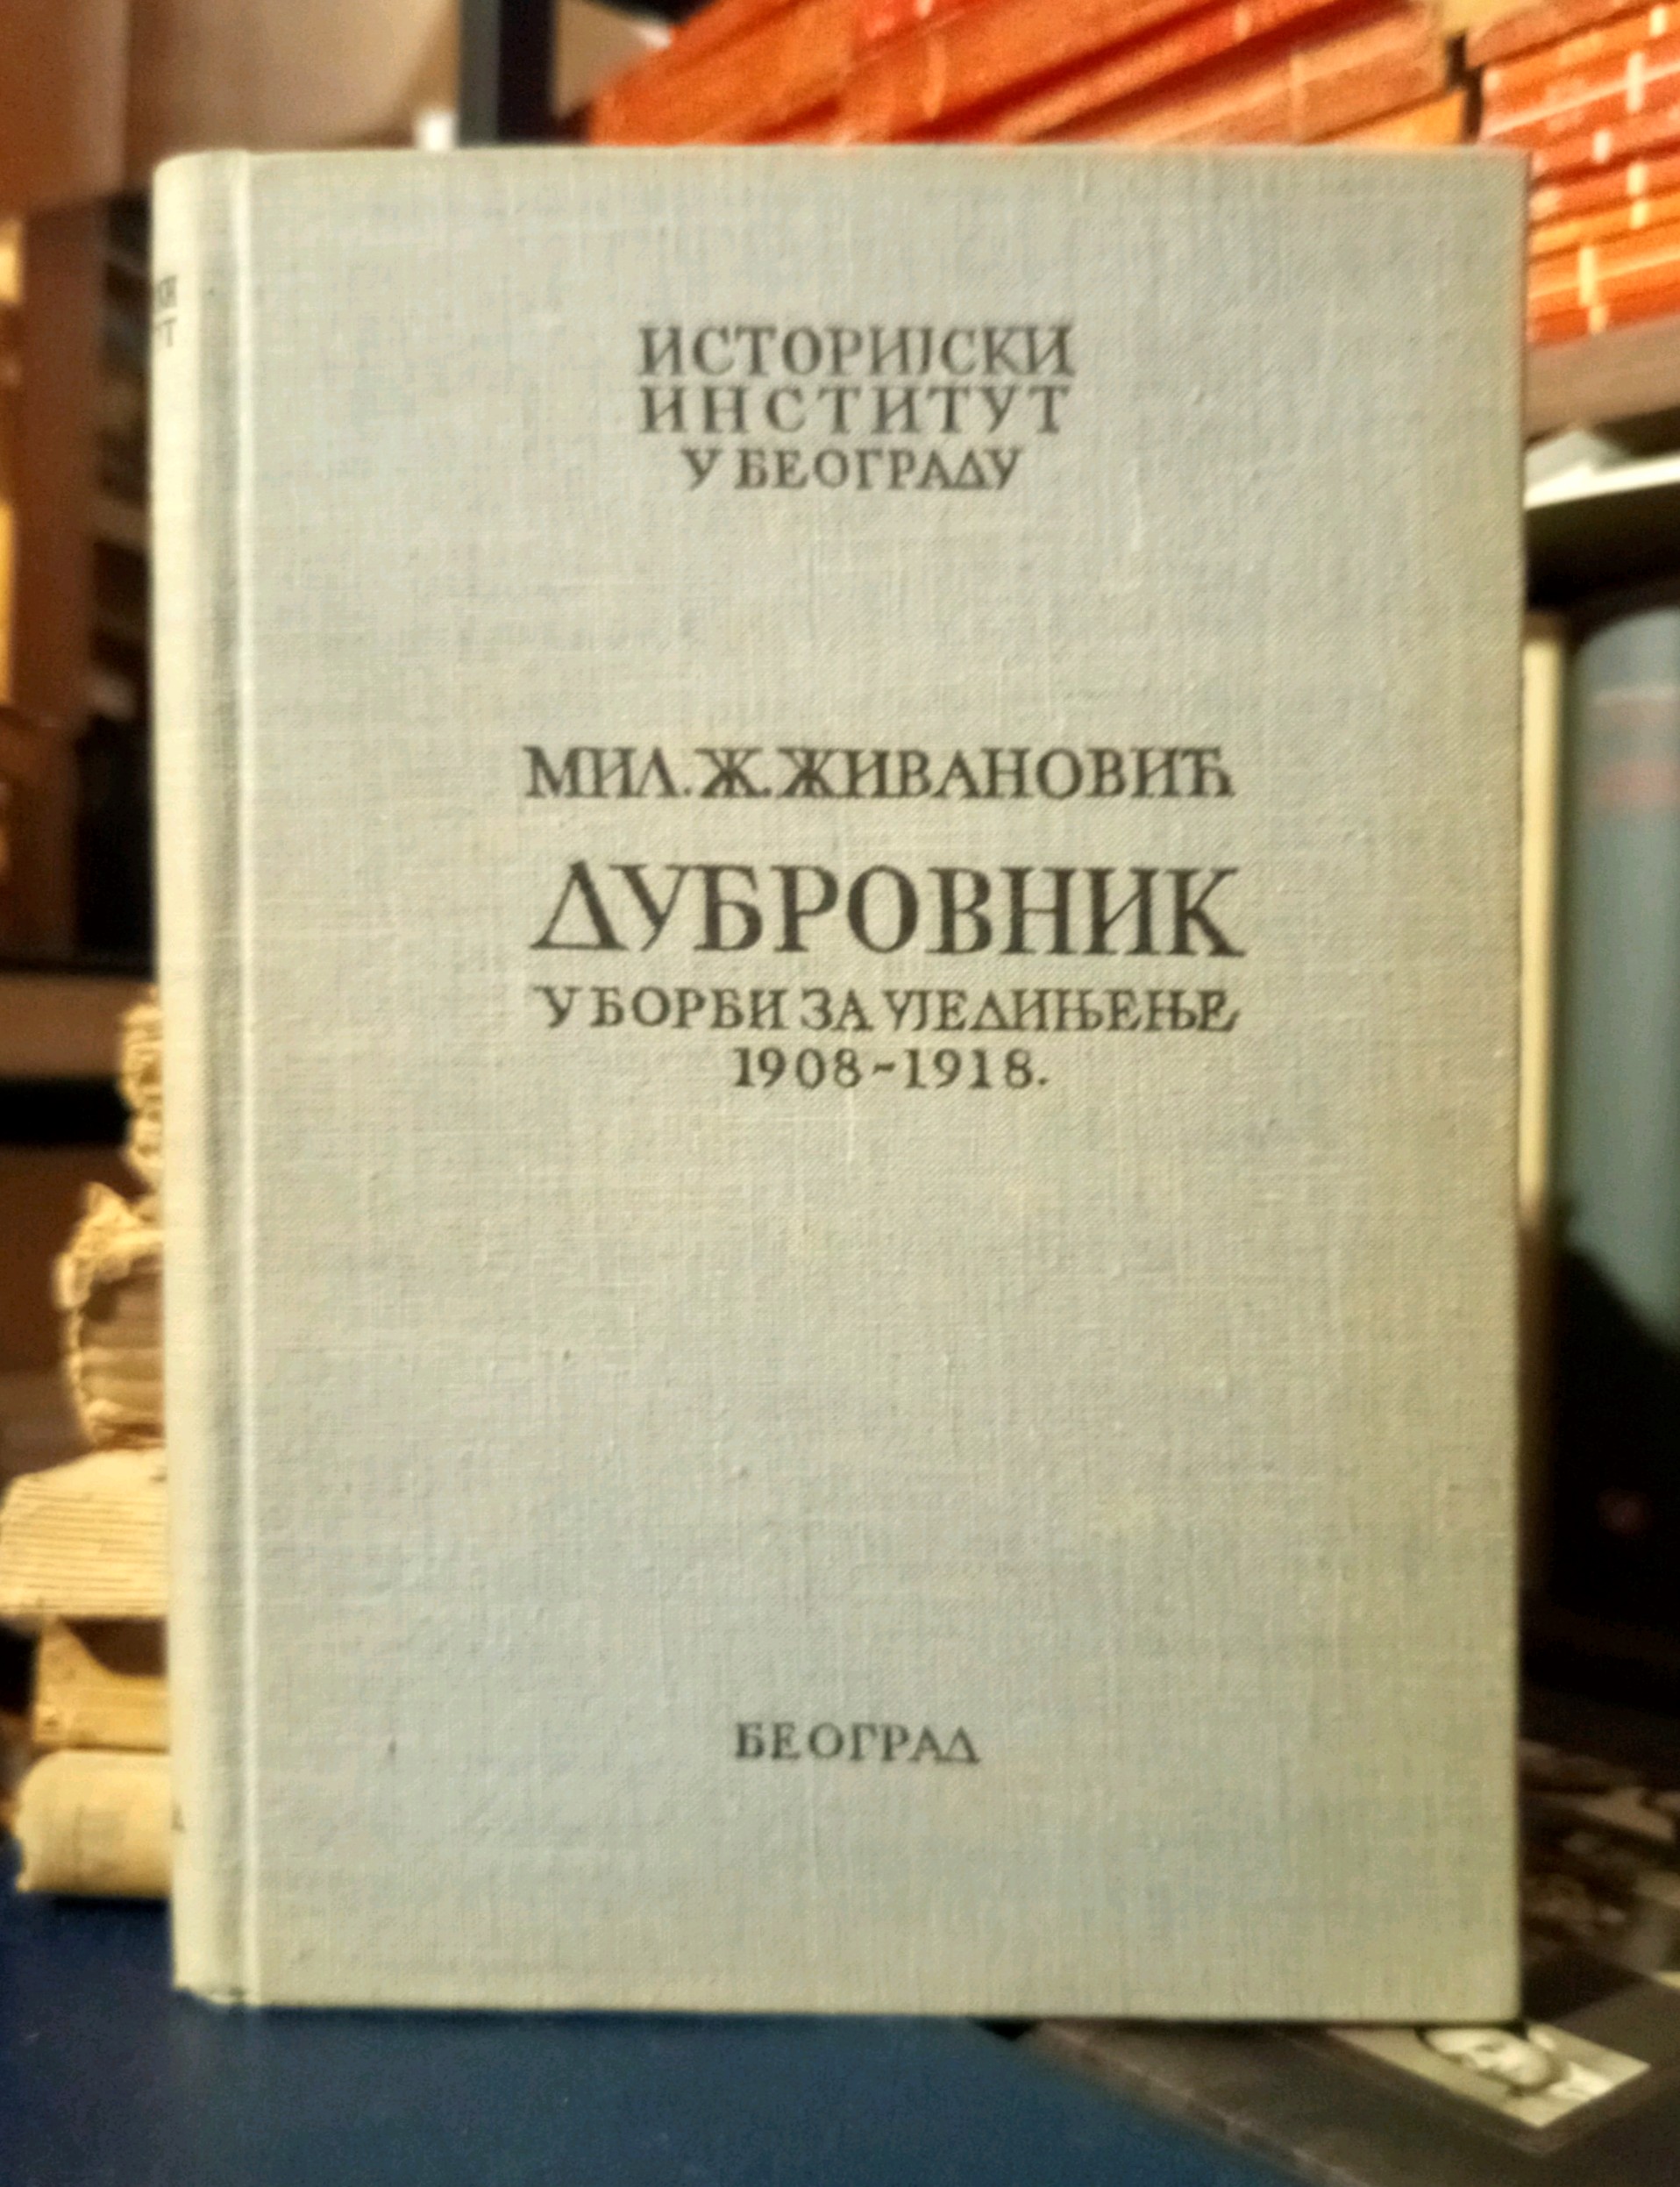 ИСТОРИЈСКИ
ИНСТИТУТ
У БЕОГРАДУ
МИЛ. Ж. ЖИВАНОВИЋ
ДУБРОВНИК
У БОРБИ ЗА УЈЕДИЊЕЊЕ
1908-1918.
БЕОГРАД